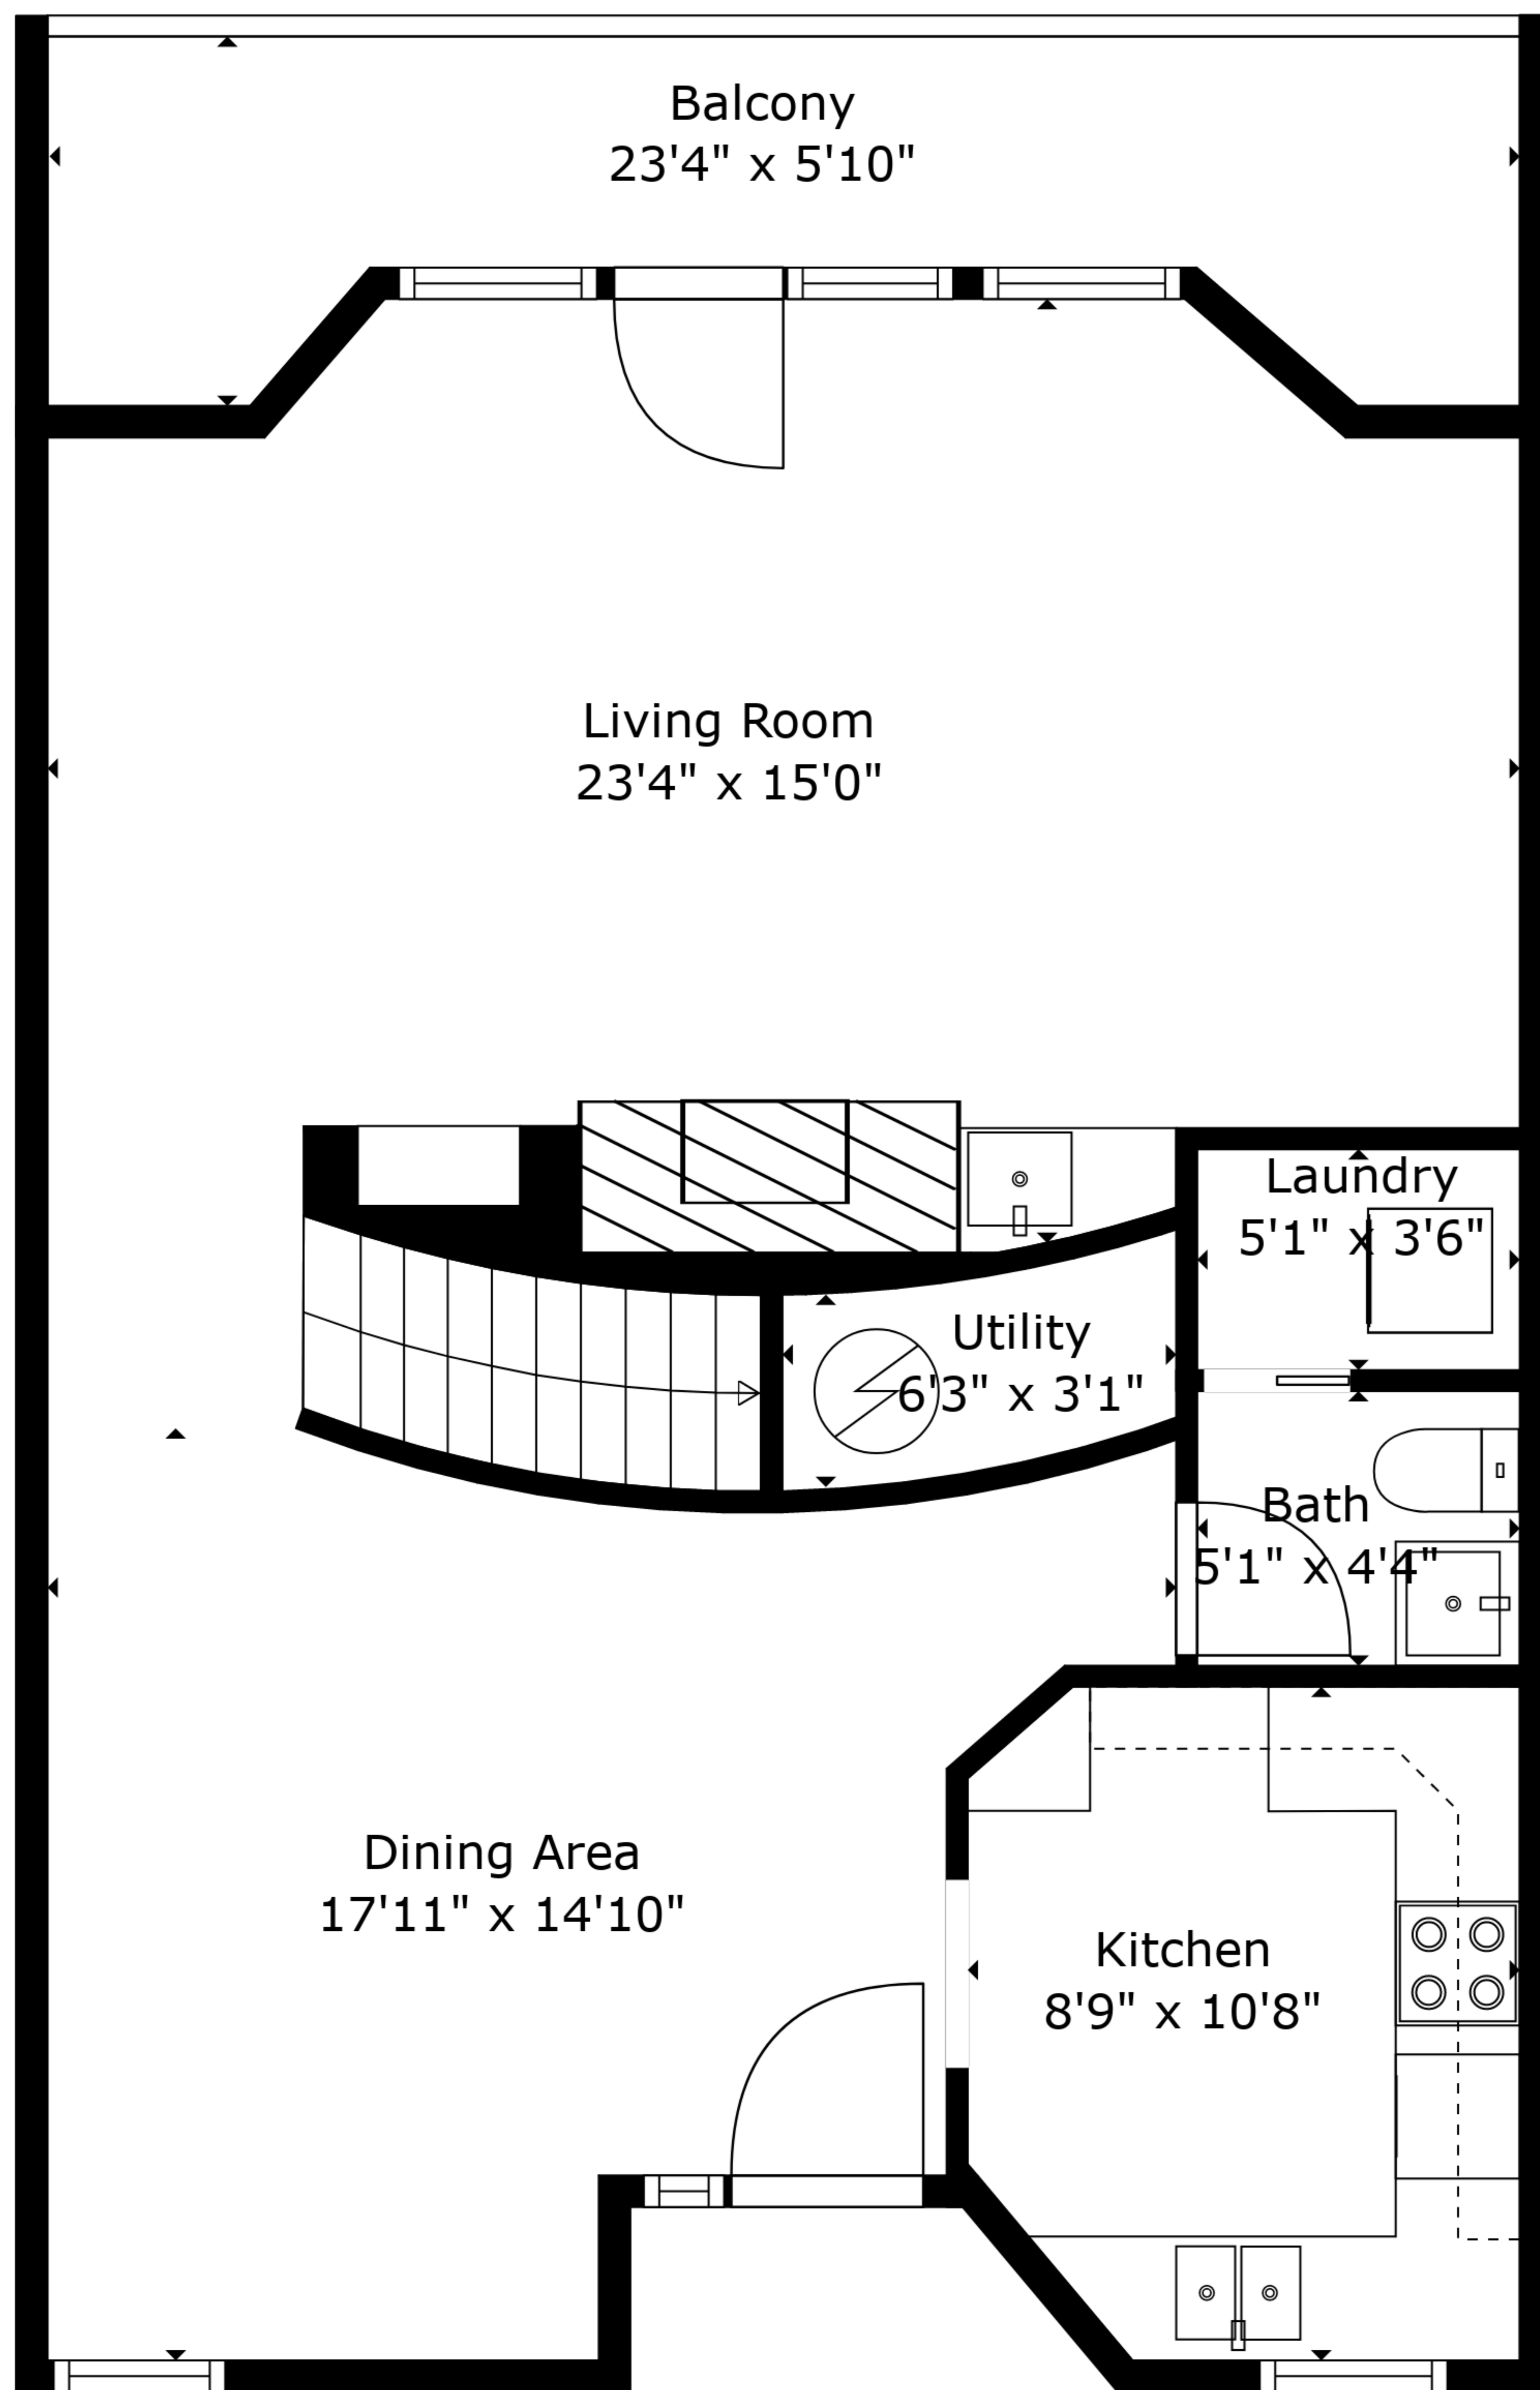 Balcony
23'4" x 5'10"
Living Room
23'4" x 15'0"
Laundry
5'1" x 3'6"
Utility
6'3" x 3'1"
Bath
5'1" x 4'4"
Dining Area
17'11" x 14'10"
Kitchen
8'9" x 10'8"